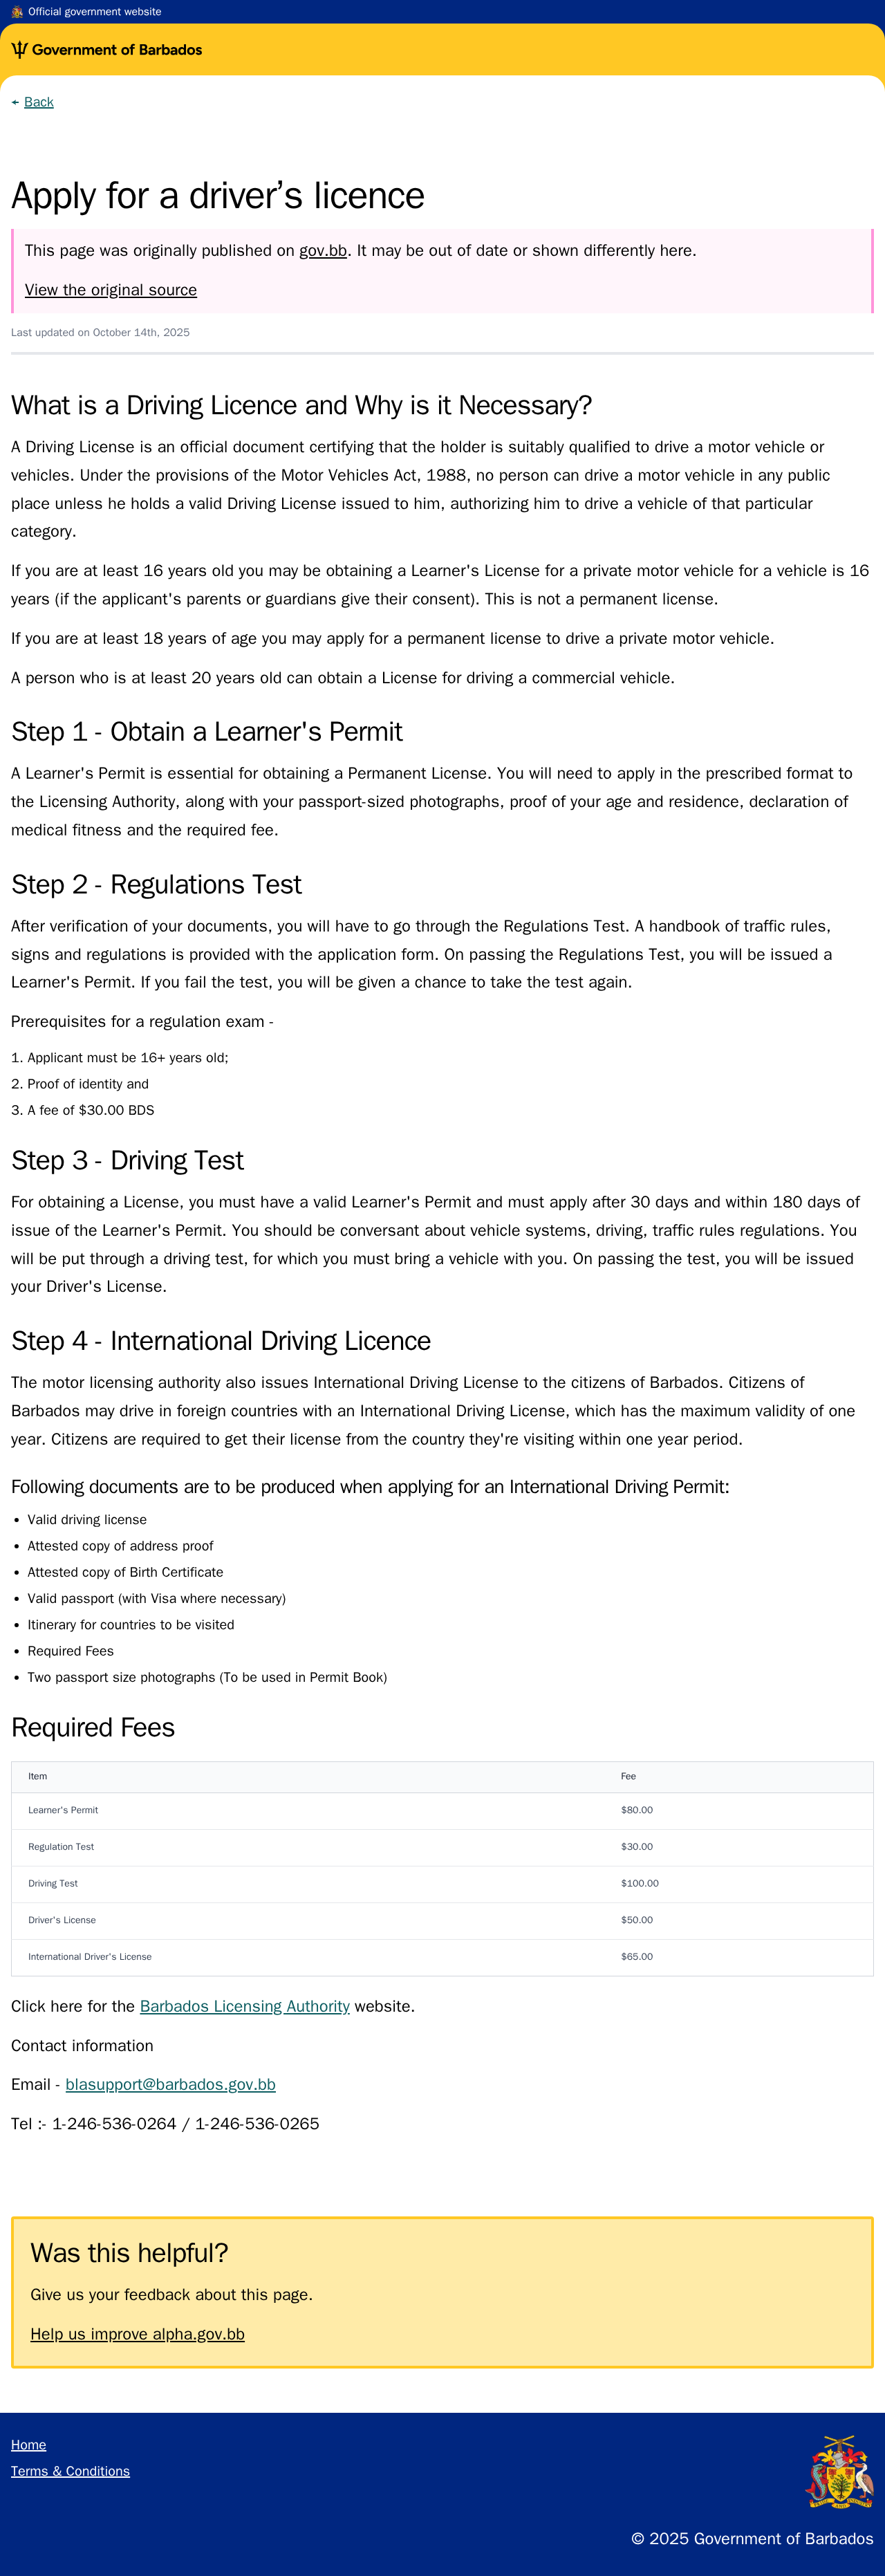 Official government website
Government of Barbados
← Back
Apply for a driver’s licence
This page was originally published on gov.bb. It may be out of date or shown differently here.
View the original source
Last updated on October 14th, 2025
What is a Driving Licence and Why is it Necessary?
A Driving License is an official document certifying that the holder is suitably qualified to drive a motor vehicle or
vehicles. Under the provisions of the Motor Vehicles Act, 1988, no person can drive a motor vehicle in any public
place unless he holds a valid Driving License issued to him, authorizing him to drive a vehicle of that particular
category.
If you are at least 16 years old you may be obtaining a Learner's License for a private motor vehicle for a vehicle is 16
years (if the applicant's parents or guardians give their consent). This is not a permanent license.
If you are at least 18 years of age you may apply for a permanent license to drive a private motor vehicle.
A person who is at least 20 years old can obtain a License for driving a commercial vehicle.
Step 1 - Obtain a Learner's Permit
A Learner's Permit is essential for obtaining a Permanent License. You will need to apply in the prescribed format to
the Licensing Authority, along with your passport-sized photographs, proof of your age and residence, declaration of
medical fitness and the required fee.
Step 2 - Regulations Test
After verification of your documents, you will have to go through the Regulations Test. A handbook of traffic rules,
signs and regulations is provided with the application form. On passing the Regulations Test, you will be issued a
Learner's Permit. If you fail the test, you will be given a chance to take the test again.
Prerequisites for a regulation exam -
1. Applicant must be 16+ years old;
2. Proof of identity and
3. A fee of $30.00 BDS
Step 3 - Driving Test
For obtaining a License, you must have a valid Learner's Permit and must apply after 30 days and within 180 days of
issue of the Learner's Permit. You should be conversant about vehicle systems, driving, traffic rules regulations. You
will be put through a driving test, for which you must bring a vehicle with you. On passing the test, you will be issued
your Driver's License.
Step 4 - International Driving Licence
The motor licensing authority also issues International Driving License to the citizens of Barbados. Citizens of
Barbados may drive in foreign countries with an International Driving License, which has the maximum validity of one
year. Citizens are required to get their license from the country they're visiting within one year period.
Following documents are to be produced when applying for an International Driving Permit:
• Valid driving license
• Attested copy of address proof
• Attested copy of Birth Certificate
• Valid passport (with Visa where necessary)
• Itinerary for countries to be visited
• Required Fees
• Two passport size photographs (To be used in Permit Book)
Required Fees
Item Fee
Learner's Permit $80.00
Regulation Test $30.00
Driving Test $100.00
Driver's License $50.00
International Driver's License $65.00
Click here for the Barbados Licensing Authority website.
Contact information
Email - blasupport@barbados.gov.bb
Tel :- 1-246-536-0264 / 1-246-536-0265
Was this helpful?
Give us your feedback about this page.
Help us improve alpha.gov.bb
Home
Terms & Conditions
© 2025 Government of Barbados